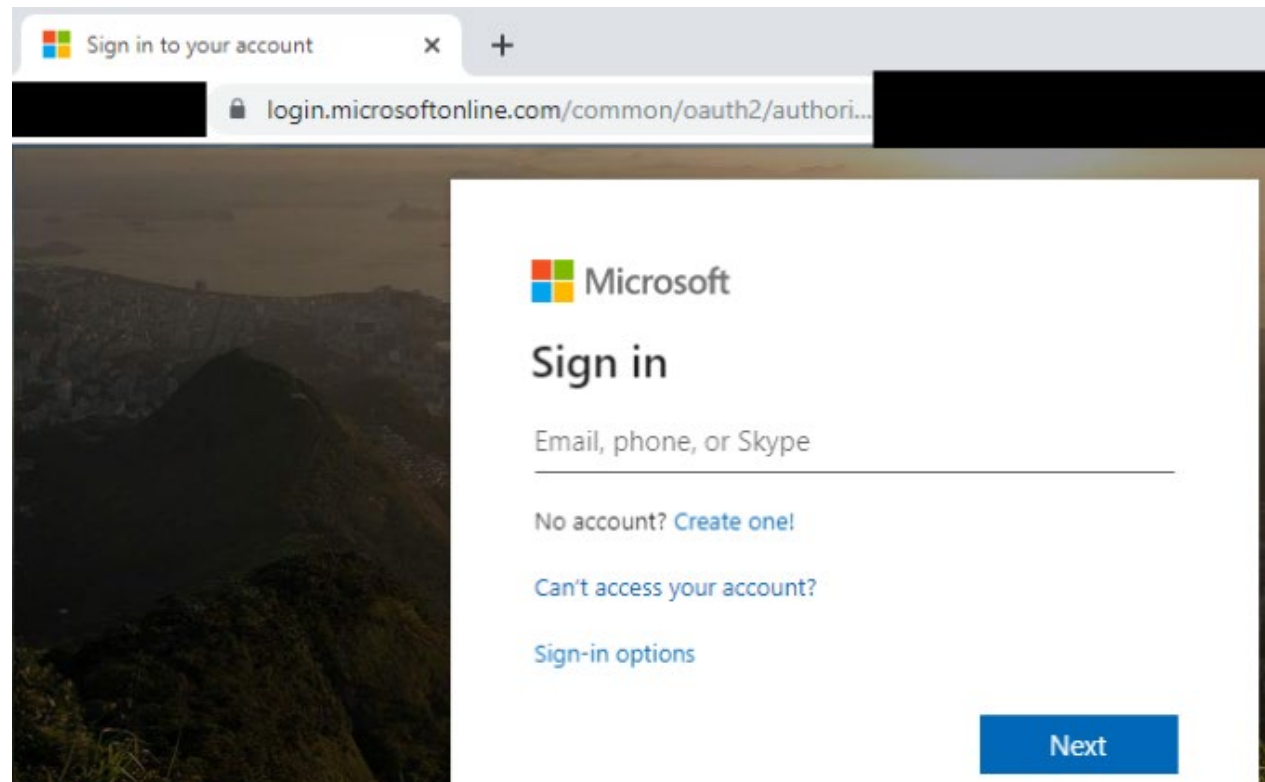 Sign in to your account
login.microsoftonline.com/common/oauth2/authori...
Microsoft
Sign in
Email, phone, or Skype
No account? Create one!
Can't access your account?
Sign-in options
Next